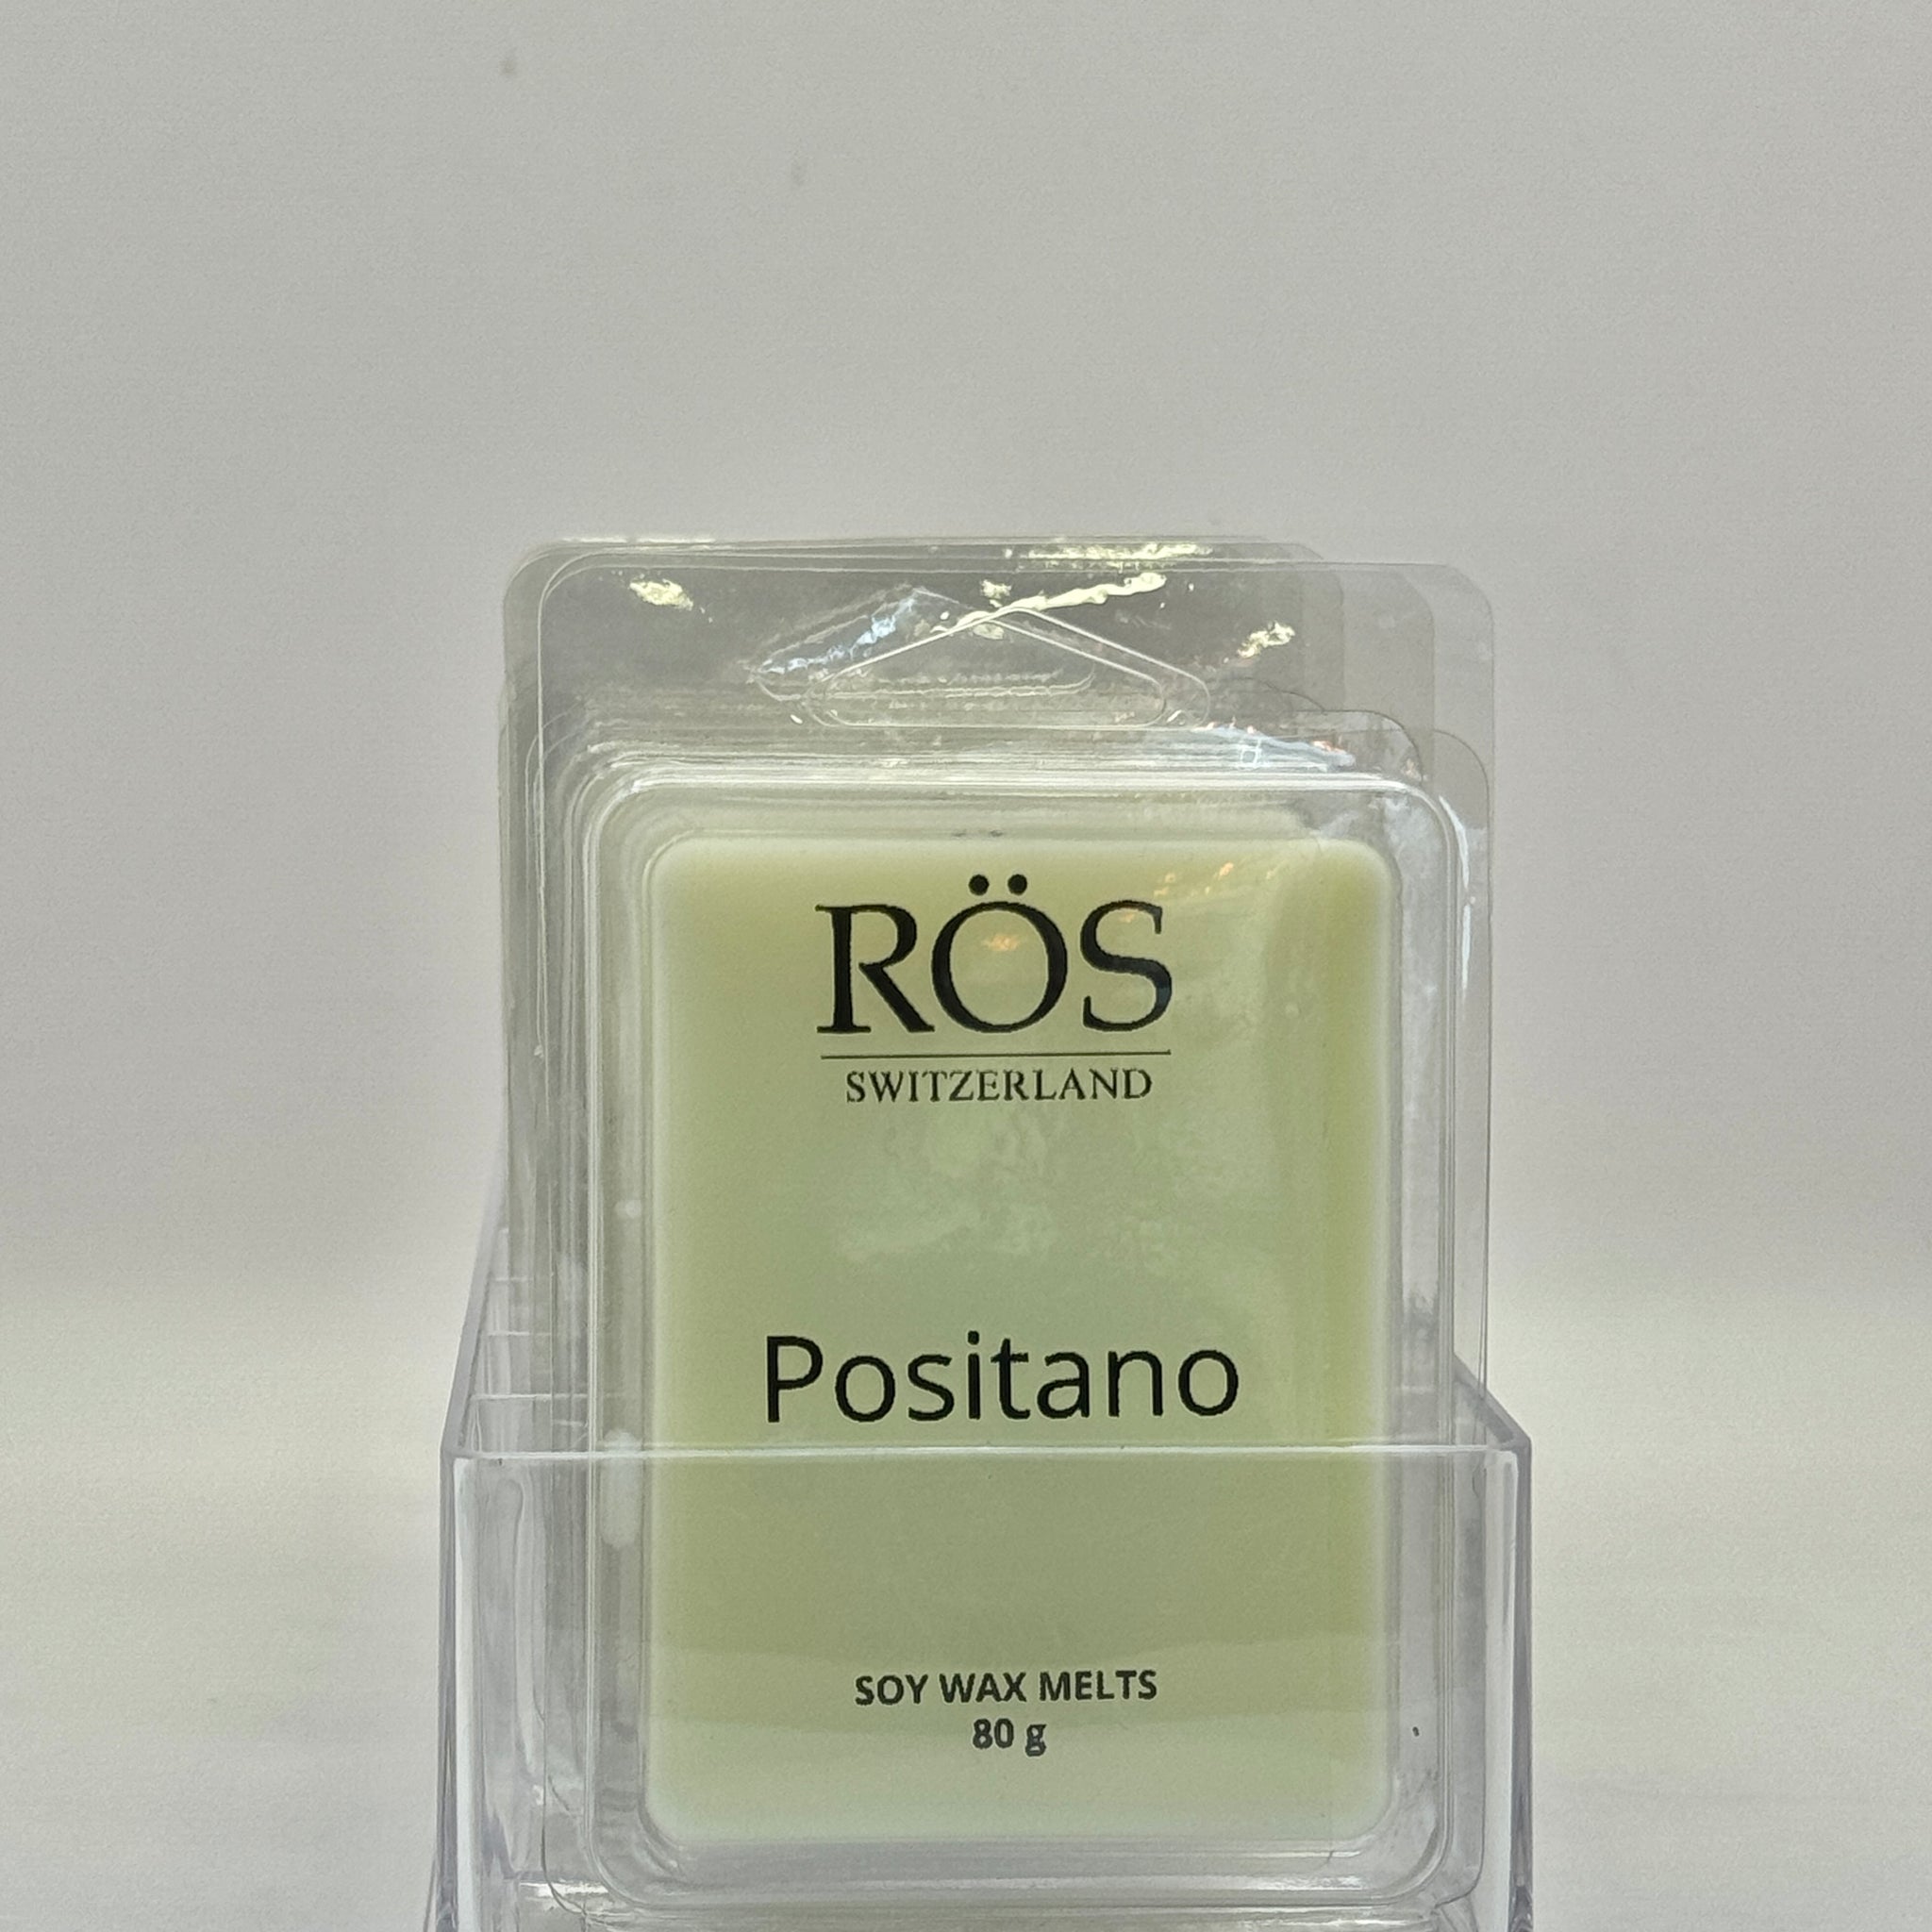 RÖS
SWITZERLAND
Positano
SOY WAX MELTS
80 g